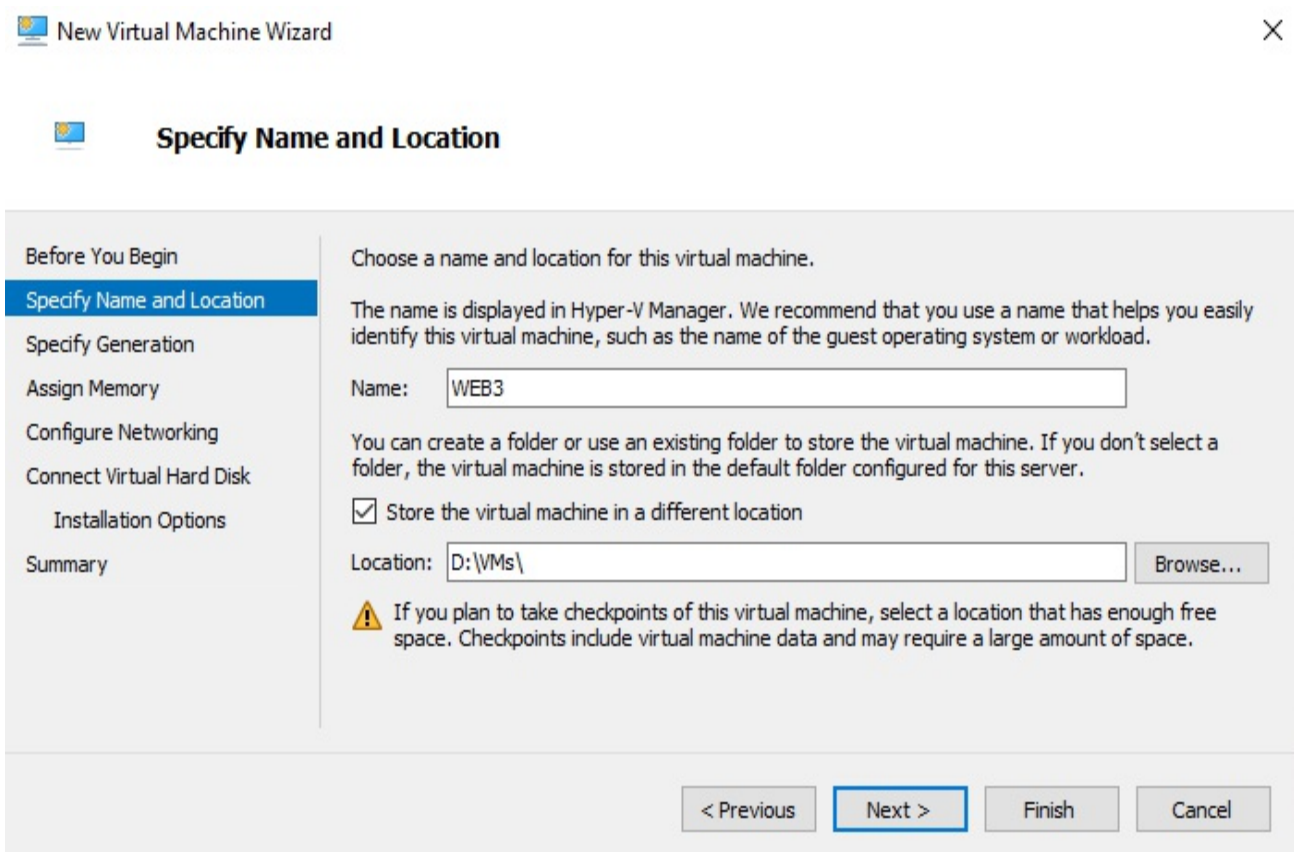 New Virtual Machine Wizard
Specify Name and Location
Before You Begin
Specify Name and Location
Specify Generation
Assign Memory
Configure Networking
Connect Virtual Hard Disk
Installation Options
Summary
Choose a name and location for this virtual machine.
The name is displayed in Hyper-V Manager. We recommend that you use a name that helps you easily
identify this virtual machine, such as the name of the guest operating system or workload.
Name: WEB3
You can create a folder or use an existing folder to store the virtual machine. If you don't select a
folder, the virtual machine is stored in the default folder configured for this server.
Store the virtual machine in a different location
Location: D:\VMs\ Browse...
If you plan to take checkpoints of this virtual machine, select a location that has enough free
space. Checkpoints include virtual machine data and may require a large amount of space.
< Previous Next > Finish Cancel